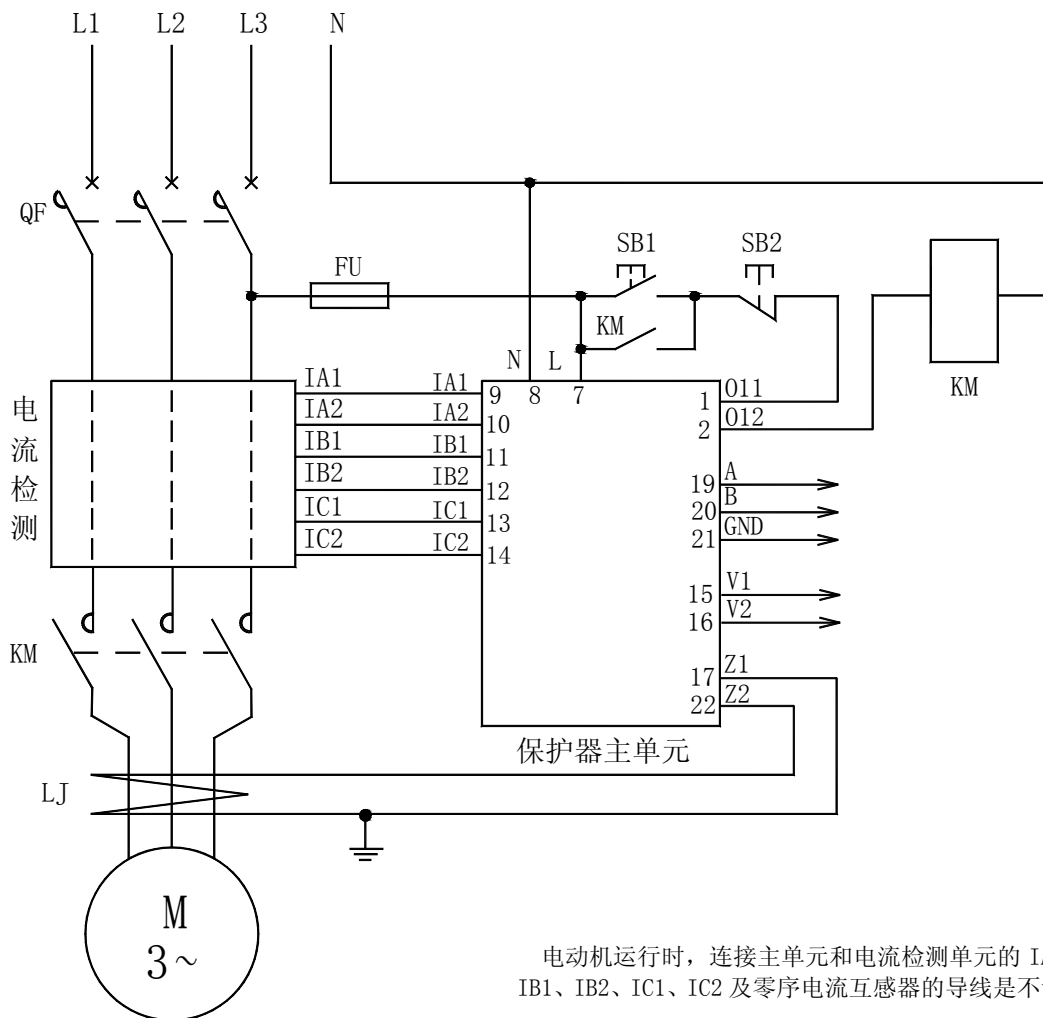 L1 L2 L3 N
QF
FU
SB1
SB2
KM
KM
N L
电流检测
IA1 IA1 9
IA2 IA2 10
IB1 IB1 11
IB2 IB2 12
IC1 IC1 13
IC2 IC2 14
8 7
1 O11
2 O12
19 A
20 B
21 GND
15 V1
16 V2
17 Z1
22 Z2
KM
保护器主单元
LJ
M
3~
电动机运行时，连接主单元和电流检测单元的 IA
IB1、IB2、IC1、IC2 及零序电流互感器的导线是不